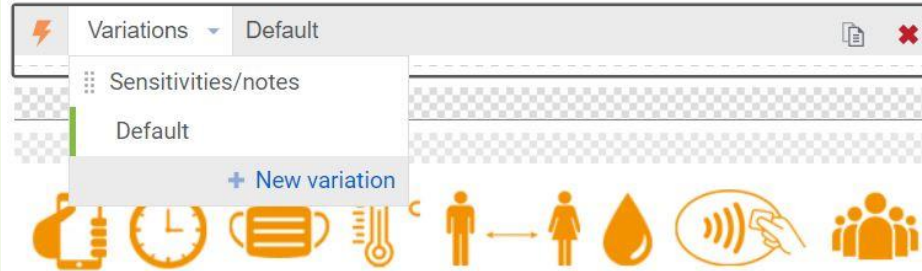 Variations Default
Sensitivities/notes
Default
+ New variation
C